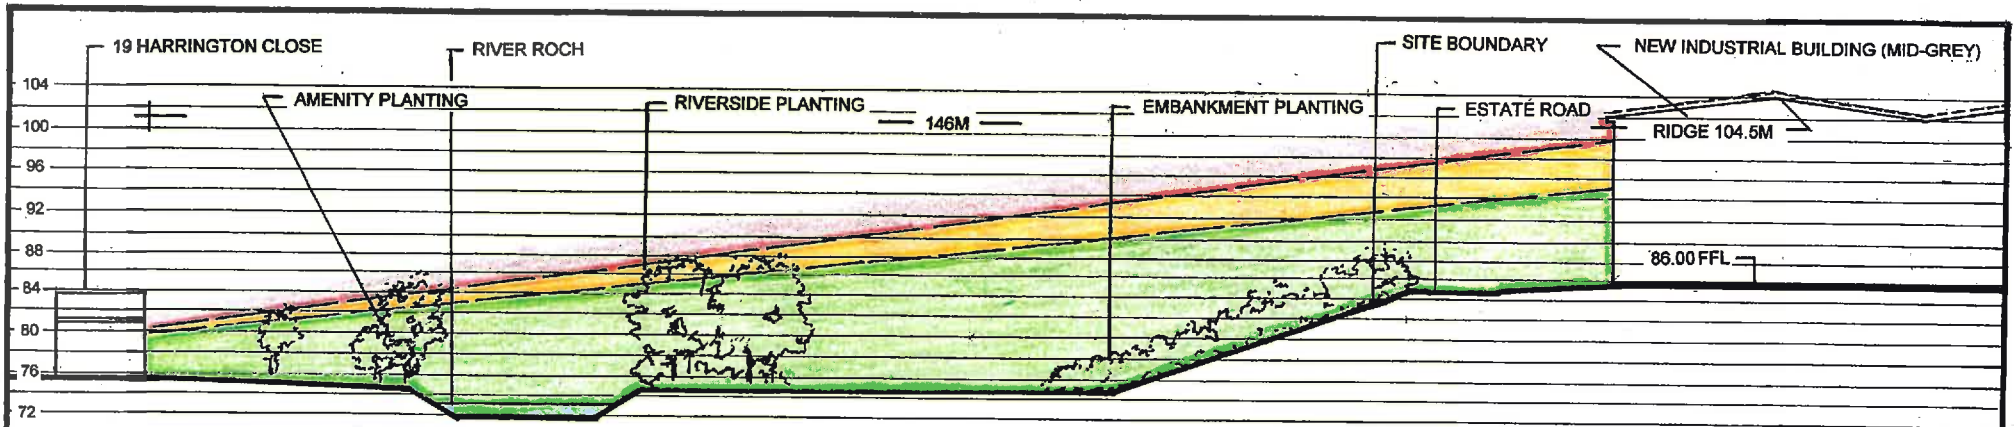 19 HARRINGTON CLOSE
RIVER ROCH
SITE BOUNDARY
NEW INDUSTRIAL BUILDING (MID-GREY)
104
AMENITY PLANTING
RIVERSIDE PLANTING
EMBANKMENT PLANTING
ESTATE ROAD
100
146M
RIDGE 104.5M
96
92
88
86.00 FFL
84
80
76
72